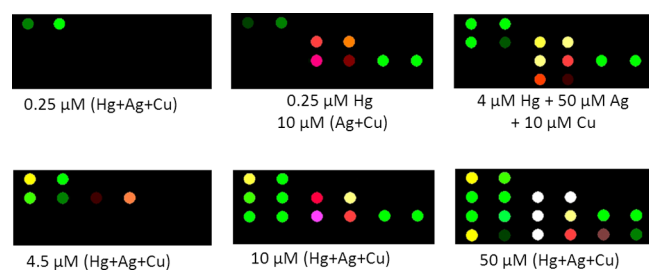 0.25 µM (Hg+Ag+Cu)
0.25 µM Hg
10 µM (Ag+Cu)
4 µM Hg + 50 µM Ag
+ 10 µM Cu
4.5 µM (Hg+Ag+Cu)
10 µM (Hg+Ag+Cu)
50 µM (Hg+Ag+Cu)